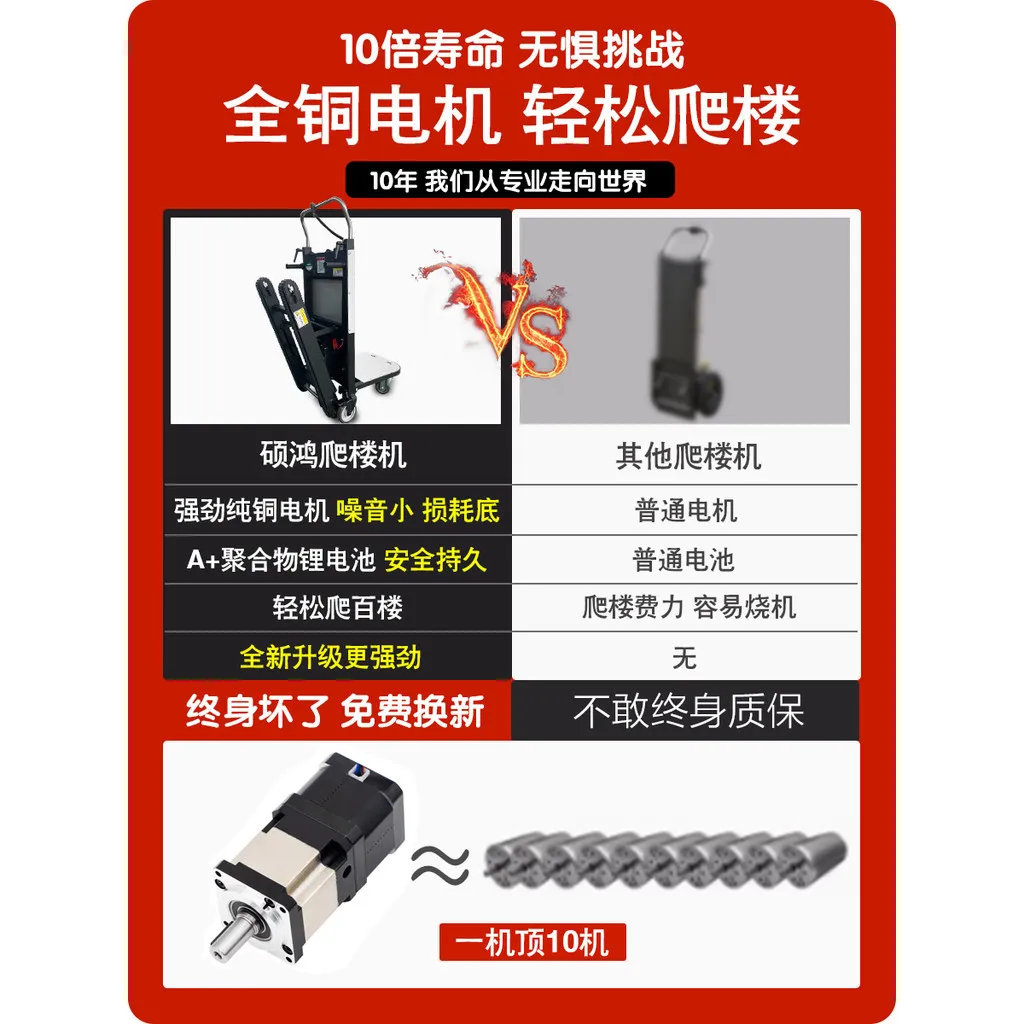 10倍寿命 无惧挑战
全铜电机 轻松爬楼
10年 我们从专业走向世界
VS
硕鸿爬楼机
其他爬楼机
强劲纯铜电机 噪音小 损耗底
普通电机
A+聚合物锂电池 安全持久
普通电池
轻松爬百楼
爬楼费力 容易烧机
全新升级更强劲
无
终身坏了 免费换新
不敢终身质保
≈
一机顶10机